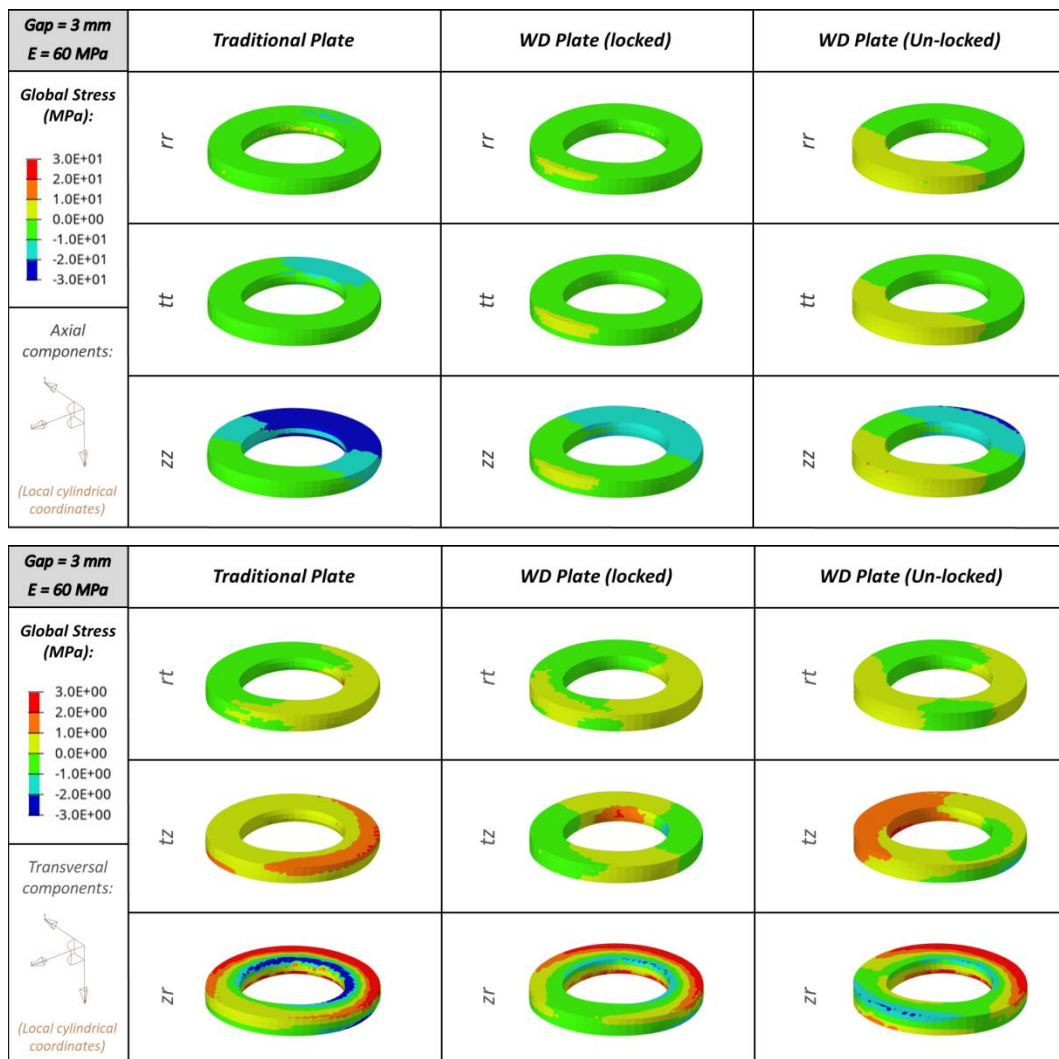 Gap = 3 mm
E = 60 MPa
Traditional Plate
WD Plate (locked)
WD Plate (Un-locked)
Global Stress
(MPa):
3.0E+01
2.0E+01
1.0E+01
0.0E+00
-1.0E+01
-2.0E+01
-3.0E+01
Axial
components:
(Local cylindrical
coordinates)
rr
rr
rr
tt
tt
tt
zz
zz
zz
Gap = 3 mm
E = 60 MPa
Traditional Plate
WD Plate (locked)
WD Plate (Un-locked)
Global Stress
(MPa):
3.0E+00
2.0E+00
1.0E+00
0.0E+00
-1.0E+00
-2.0E+00
-3.0E+00
Transversal
components:
(Local cylindrical
coordinates)
rt
rt
rt
tz
tz
tz
zr
zr
zr